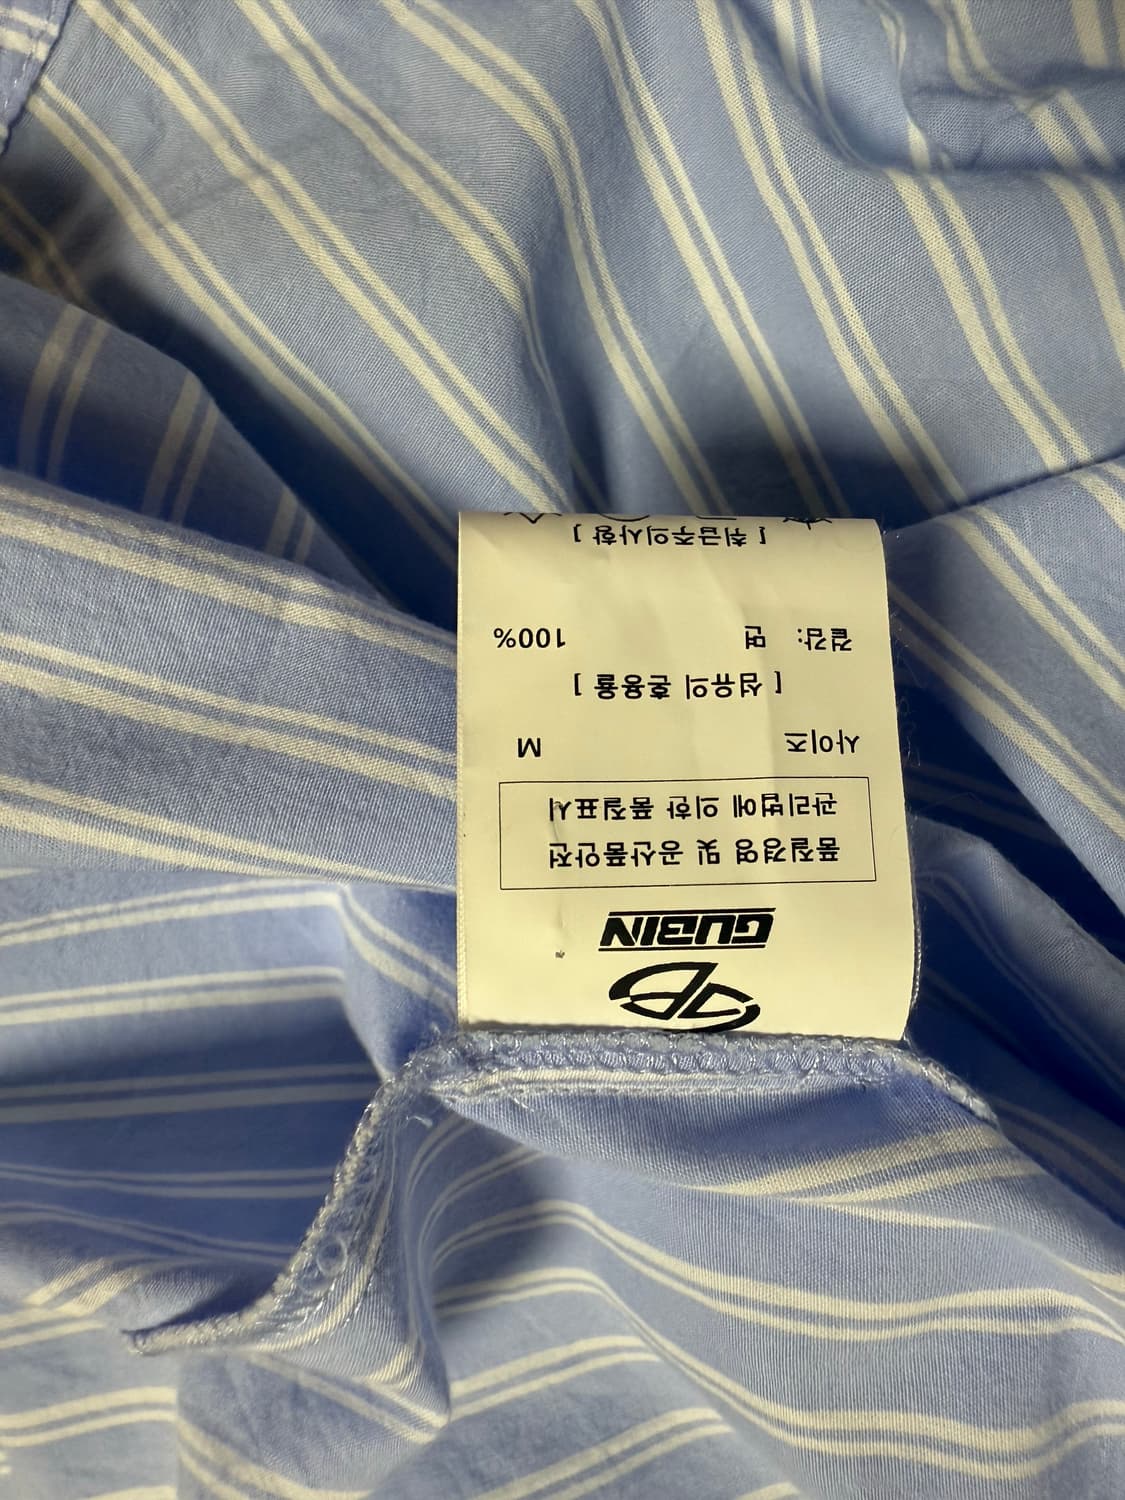 GUBIN
품질경영 및 공산품안전
관리법에 의한 품질표시
사이즈 M
[ 섬유의 혼용율 ]
겉감: 면 100%
[ 취급주의사항 ]